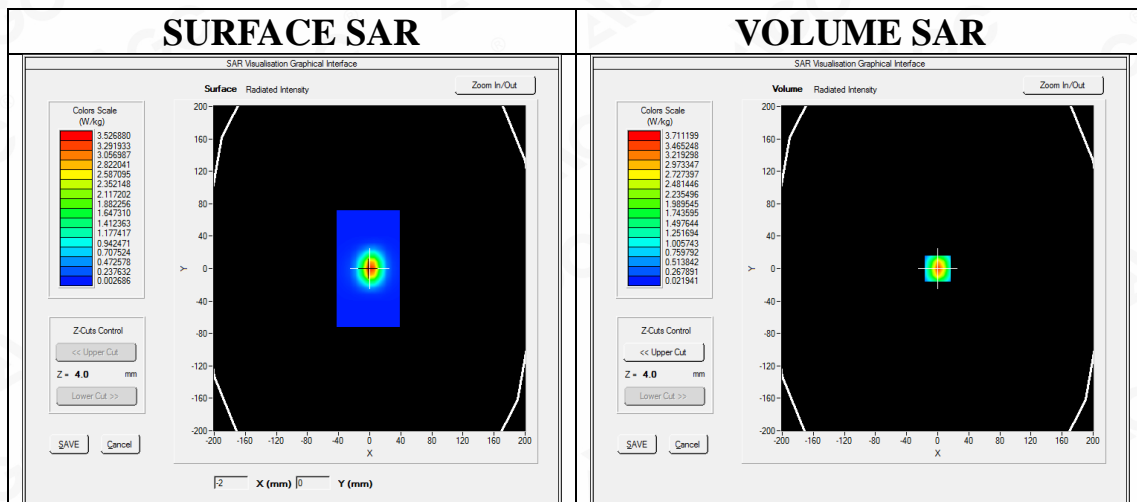 SURFACE SAR
SAR Visualisation Graphical Interface
Surface Radiated Intensity
Zoom In/Out
Colors Scale
(W/kg)
3.526880
3.291933
3.056987
2.822041
2.587095
2.352148
2.117202
1.882256
1.647310
1.412363
1.177417
0.942471
0.707524
0.472578
0.237632
0.002686
Z-Cuts Control
<< Upper Cut
Z = 4.0 mm
Lower Cut >>
SAVE Cancel
200
160
120
80
40
0
-40
-80
-120
-160
-200
Y
-200 -160 -120 -80 -40 0 40 80 120 160 200
X
-2 X (mm) 0 Y (mm)
VOLUME SAR
SAR Visualisation Graphical Interface
Volume Radiated Intensity
Zoom In/Out
Colors Scale
(W/kg)
3.711199
3.465248
3.219298
2.973347
2.727397
2.481446
2.235496
1.989545
1.743595
1.497644
1.251694
1.005743
0.759792
0.513842
0.267891
0.021941
Z-Cuts Control
<< Upper Cut
Z = 4.0 mm
Lower Cut >>
SAVE Cancel
200
160
120
80
40
0
-40
-80
-120
-160
-200
Y
-200 -160 -120 -80 -40 0 40 80 120 160 200
X